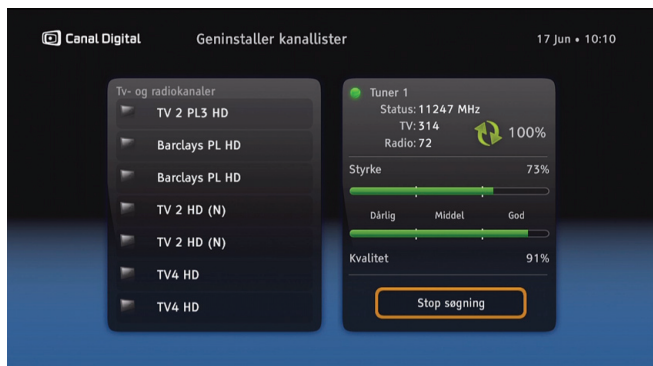 Canal Digital
Geninstaller kanallister
17 Jun • 10:10
Tv- og radiokanaler
TV 2 PL3 HD
Barclays PL HD
Barclays PL HD
TV 2 HD (N)
TV 2 HD (N)
TV4 HD
TV4 HD
Tuner 1
Status: 11247 MHz
TV: 314
Radio: 72
100%
Styrke 73%
Dårlig Middel God
Kvalitet 91%
Stop søgning